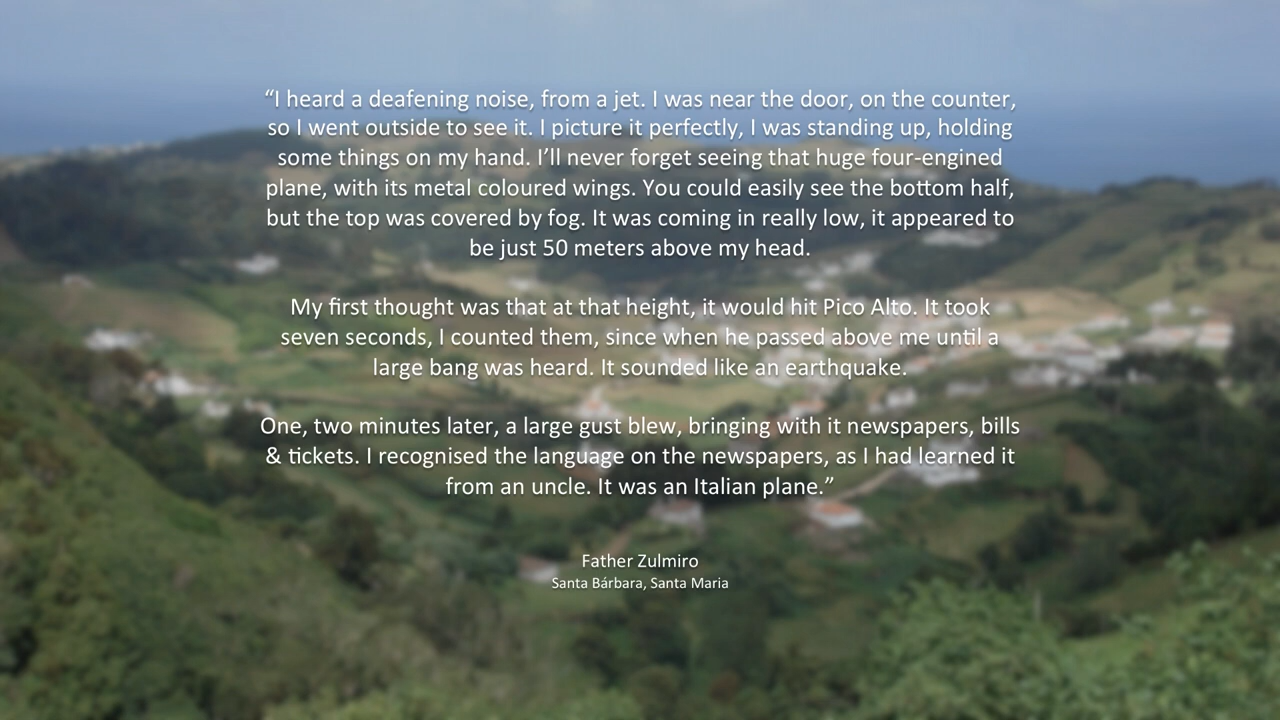 “I heard a deafening noise, from a jet. I was near the door, on the counter,
so I went outside to see it. I picture it perfectly, I was standing up, holding
some things on my hand. I’ll never forget seeing that huge four-engined
plane, with its metal coloured wings. You could easily see the bottom half,
but the top was covered by fog. It was coming in really low, it appeared to
be just 50 meters above my head.
My first thought was that at that height, it would hit Pico Alto. It took
seven seconds, I counted them, since when he passed above me until a
large bang was heard. It sounded like an earthquake.
One, two minutes later, a large gust blew, bringing with it newspapers, bills
& tickets. I recognised the language on the newspapers, as I had learned it
from an uncle. It was an Italian plane.”
Father Zulmiro
Santa Bárbara, Santa Maria